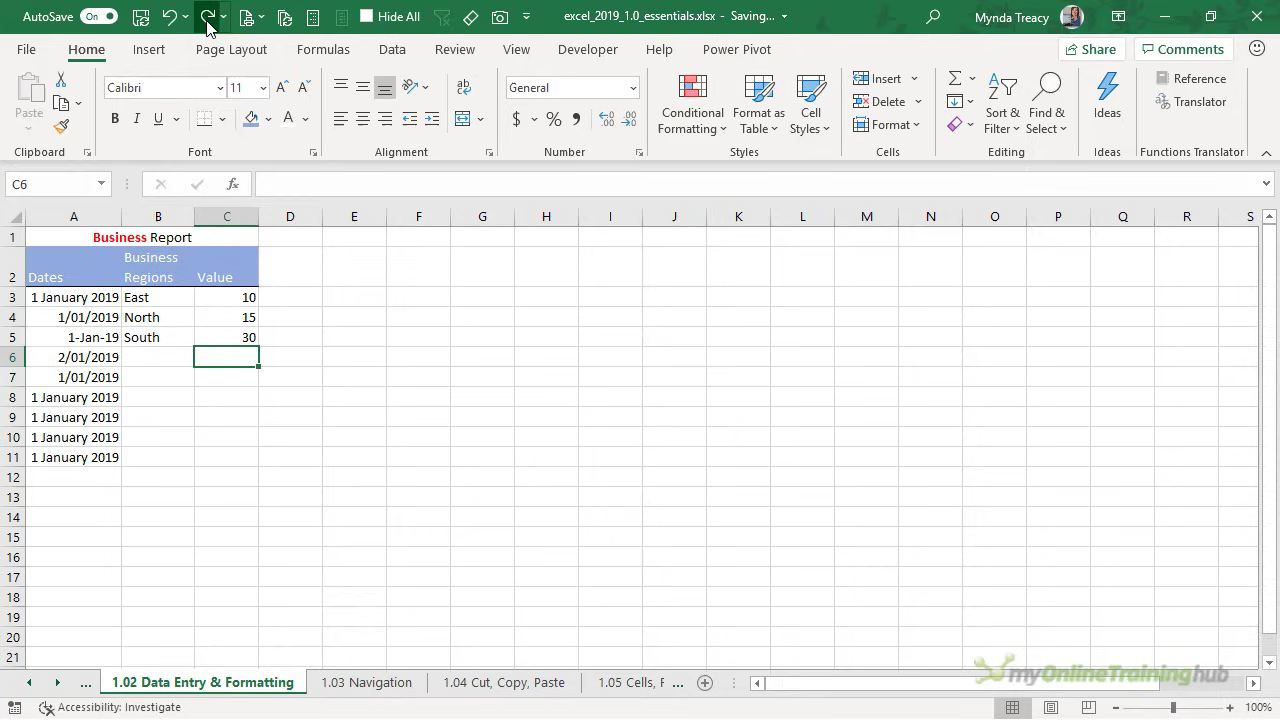 AutoSave On Hide All excel_2019_1.0_essentials.xlsx - Saving... Mynda Treacy
File Home Insert Page Layout Formulas Data Review View Developer Help Power Pivot Share Comments
Calibri 11 General Insert Reference
Paste Conditional Format as Cell Delete Sort & Find & Ideas Translator
B I U A $ % Formatting Table Styles Format Filter Select
Clipboard Font Alignment Number Styles Cells Editing Ideas Functions Translator
C6 fx
A B C D E F G H I J K L M N O P Q R S
1 Business Report
Business
2 Dates Regions Value
3 1 January 2019 East 10
4 1/01/2019 North 15
5 1-Jan-19 South 30
6 2/01/2019
7 1/01/2019
8 1 January 2019
9 1 January 2019
10 1 January 2019
11 1 January 2019
12
13
14
15
16
17
18
19
20
21
... 1.02 Data Entry & Formatting 1.03 Navigation 1.04 Cut, Copy, Paste 1.05 Cells, F ...
myOnlineTraininghub
Accessibility: Investigate 100%